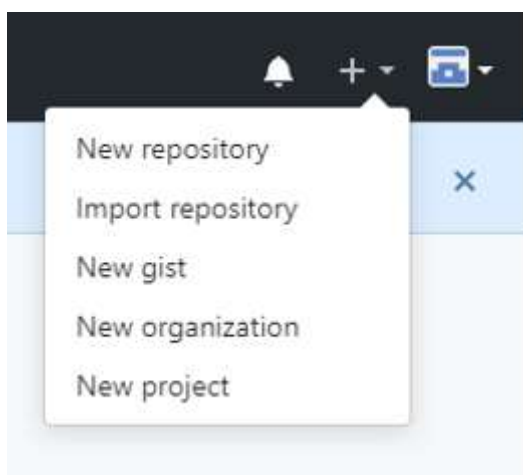 New repository
Import repository
New gist
New organization
New project